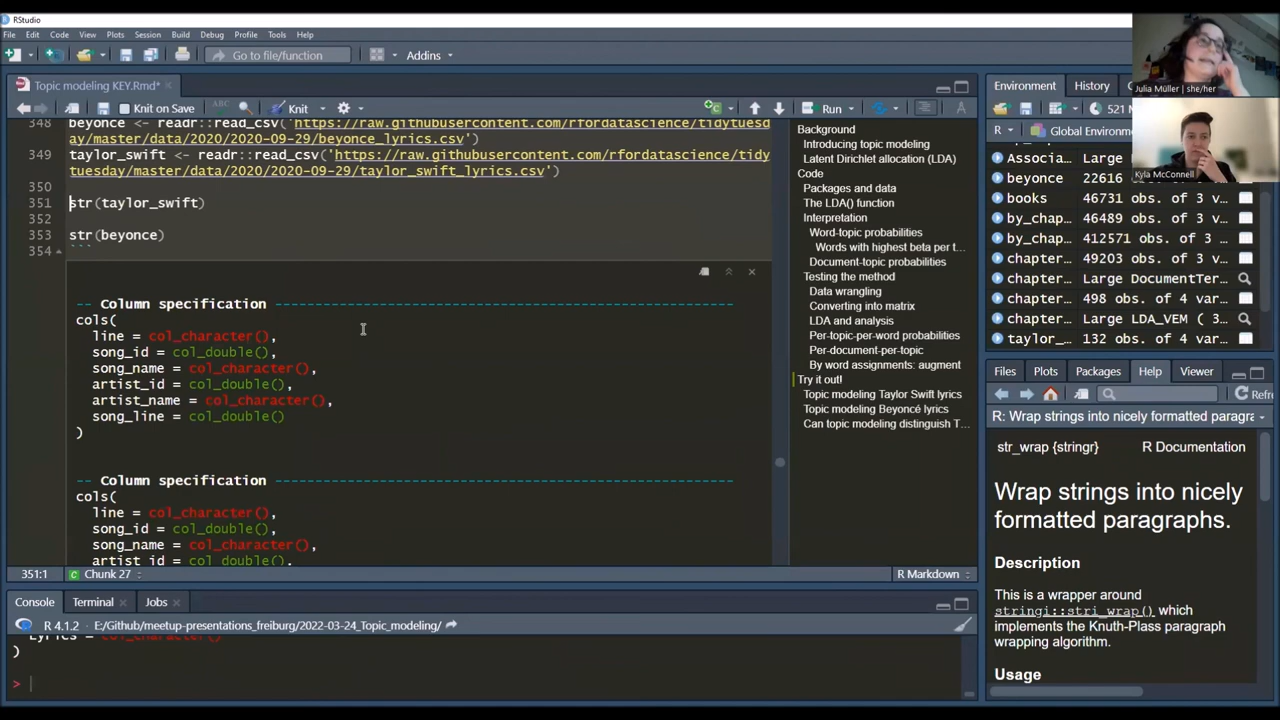 RStudio
File Edit Code View Plots Session Build Debug Profile Tools Help
Go to file/function
Addins
Topic modeling KEY.Rmd*
Knit on Save
ABC
Knit
Run
348 beyonce <- readr::read_csv('https://raw.githubusercontent.com/rfordatascience/tidytuesd
ay/master/data/2020/2020-09-29/beyonce_lyrics.csv')
349 taylor_swift <- readr::read_csv('https://raw.githubusercontent.com/rfordatascience/tidy
tuesday/master/data/2020/2020-09-29/taylor_swift_lyrics.csv')
350
351 str(taylor_swift)
352
353 str(beyonce)
354 ```
-- Column specification --------------------------------------------------------
cols(
line = col_character(),
song_id = col_double(),
song_name = col_character(),
artist_id = col_double(),
artist_name = col_character(),
song_line = col_double()
)
-- Column specification --------------------------------------------------------
cols(
line = col_character(),
song_id = col_double(),
song_name = col_character(),
artist_id = col_double(),
351:1
Chunk 27
R Markdown
Background
Introducing topic modeling
Latent Dirichlet allocation (LDA)
Code
Packages and data
The LDA() function
Interpretation
Word-topic probabilities
Words with highest beta per t...
Document-topic probabilities
Testing the method
Data wrangling
Converting into matrix
LDA and analysis
Per-topic-per-word probabilities
Per-document-per-topic
By word assignments: augment
Try it out!
Topic modeling Taylor Swift lyrics
Topic modeling Beyoncé lyrics
Can topic modeling distinguish T...
Console Terminal Jobs
R 4.1.2 · E:/Github/meetup-presentations_freiburg/2022-03-24_Topic_modeling/
Lyrics = col_character()
)
>
Julia Müller | she/her
Kyla McConnell
Environment History
521 M
R Global Environme
Associa… Large
beyonce 22616 obs. of 3 v…
books 46731 obs. of 3 v…
by_chap… 46489 obs. of 3 v…
by_chap… 412571 obs. of 3 v…
chapter… 49203 obs. of 3 v…
chapter… Large DocumentTer…
chapter… 498 obs. of 4 var…
chapter… Large LDA_VEM ( 3…
taylor_… 132 obs. of 4 var…
Files Plots Packages Help Viewer
Refre
R: Wrap strings into nicely formatted paragra
str_wrap {stringr} R Documentation
Wrap strings into nicely
formatted paragraphs.
Description
This is a wrapper around
stringi::stri_wrap() which
implements the Knuth-Plass paragraph
wrapping algorithm.
Usage